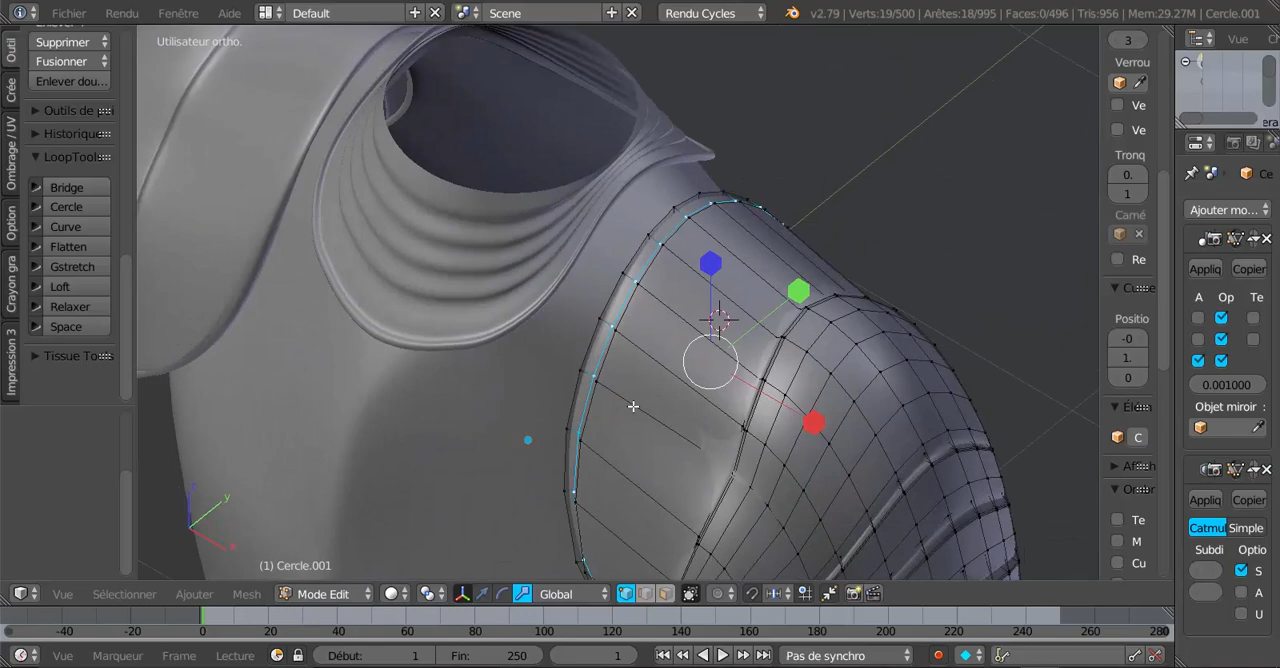 Fichier Rendu Fenêtre Aide Default Scene Rendu Cycles v2.79 | Verts:19/500 | Arêtes:18/995 | Faces:0/496 | Tris:956 | Mem:29.27M | Cercle.001
Utilisateur ortho.
Supprimer
Fusionner
Enlever dou...
Outils de
Historique
LoopTools
Bridge
Cercle
Curve
Flatten
Gstretch
Loft
Relaxer
Space
Tissue To
Outil
Crée
Ombrage / UV
Option
Crayon gra
Impression 3
z
y
x
(1) Cercle.001
3
Verrou
Ve
Ve
Tronq
0.
1
Camé
Re
Positio
-0
1.
0
Élém
C
Te
M
Cu
Vue
Ce
Ajouter mo...
Appliq Copier
A Op Te
0.001000
Objet miroir :
Appliq Copier
Catmu Simple
Subdi Optio
S
A
U
Vue Sélectionner Ajouter Mesh Mode Edit Global
-40 -20 0 20 40 60 80 100 120 140 160 180 200 220 240 260 280
Vue Marqueur Frame Lecture Début: 1 Fin: 250 1 Pas de synchro